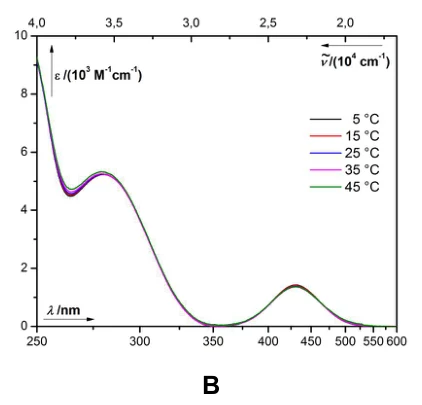 4,0 3,5 3,0 2,5 2,0
10
ε/(10³ M⁻¹cm⁻¹)
ν̃/(10⁴ cm⁻¹)
8
5 °C
15 °C
6
25 °C
35 °C
45 °C
4
2
λ/nm
0
250 300 350 400 450 500 550 600
B